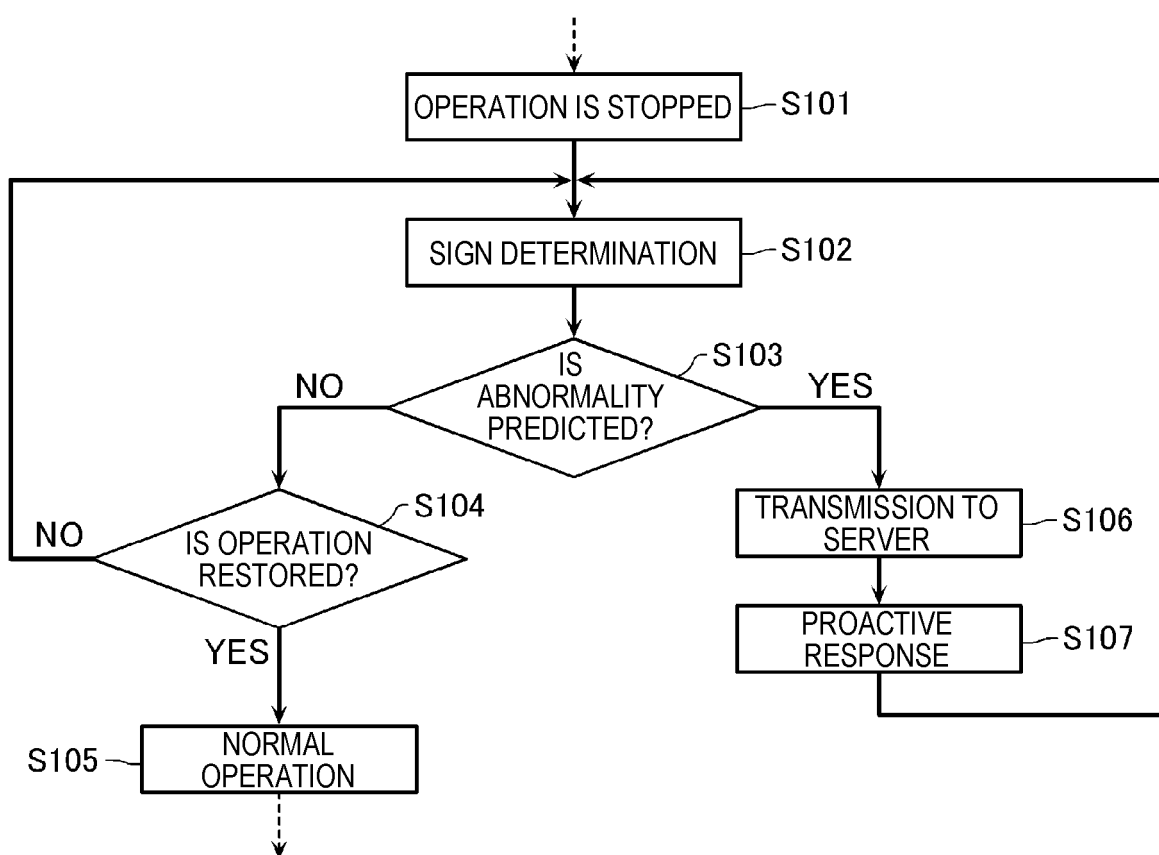 OPERATION IS STOPPED
S101
SIGN DETERMINATION
S102
IS
ABNORMALITY
PREDICTED?
S103
NO
YES
IS OPERATION
RESTORED?
S104
NO
YES
TRANSMISSION TO
SERVER
S106
PROACTIVE
RESPONSE
S107
NORMAL
OPERATION
S105